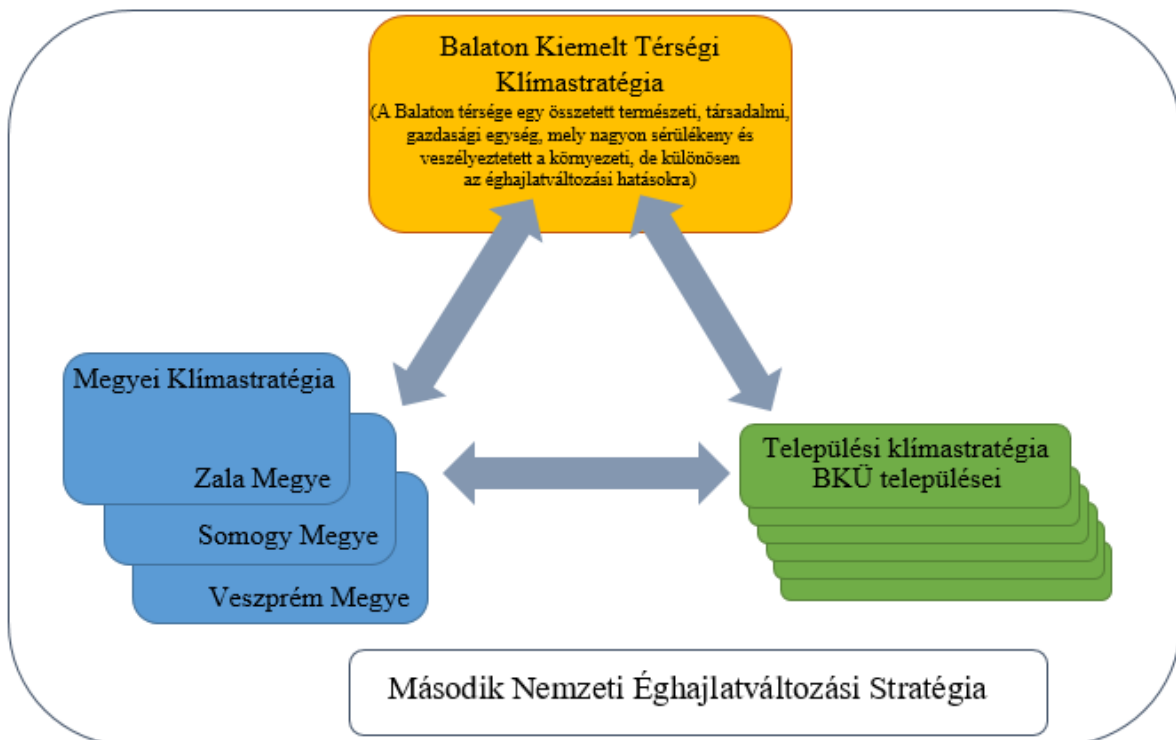 Balaton Kiemelt Térségi
Klímastratégia
(A Balaton térsége egy összetett természeti, társadalmi,
gazdasági egység, mely nagyon sérülékeny és
veszélyeztetett a környezeti, de különösen
az éghajlatváltozási hatásokra)
Megyei Klímastratégia
Zala Megye
Somogy Megye
Veszprém Megye
Települési klímastratégia
BKÜ települései
Második Nemzeti Éghajlatváltozási Stratégia